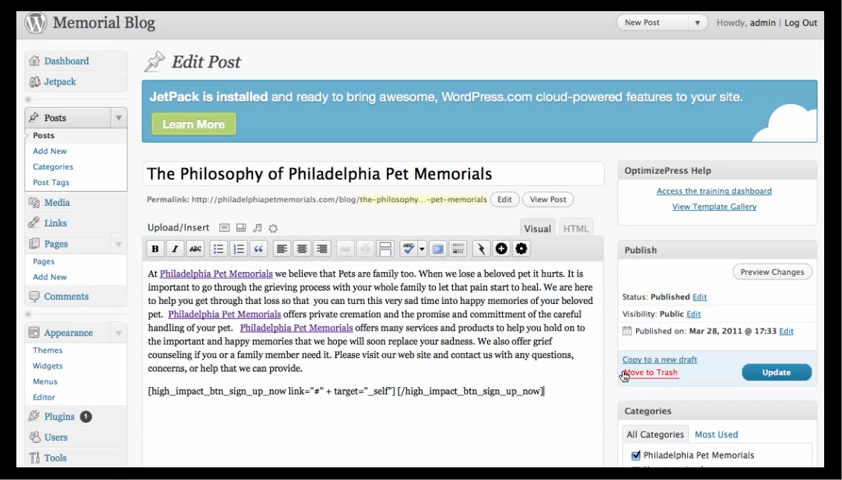 Memorial Blog
New Post
Howdy, admin | Log Out
Dashboard
Jetpack
Posts
Posts
Add New
Categories
Post Tags
Media
Links
Pages
Pages
Add New
Comments
Appearance
Themes
Widgets
Menus
Editor
Plugins 1
Users
Tools
Edit Post
JetPack is installed and ready to bring awesome, WordPress.com cloud-powered features to your site.
Learn More
The Philosophy of Philadelphia Pet Memorials
Permalink: http://philadelphiapetmemorials.com/blog/the-philosophy...-pet-memorials Edit View Post
Upload/Insert
Visual
HTML
B I ABC
At Philadelphia Pet Memorials we believe that Pets are family too. When we lose a beloved pet it hurts. It is
important to go through the grieving process with your whole family to let that pain start to heal. We are here
to help you get through that loss so that you can turn this very sad time into happy memories of your beloved
pet. Philadelphia Pet Memorials offers private cremation and the promise and commitment of the careful
handling of your pet. Philadelphia Pet Memorials offers many services and products to help you hold on to
the important and happy memories that we hope will soon replace your sadness. We also offer grief
counseling if you or a family member need it. Please visit our web site and contact us with any questions,
concerns, or help that we can provide.
[high_impact_btn_sign_up_now link="#" + target="_self"] [/high_impact_btn_sign_up_now]
OptimizePress Help
Access the training dashboard
View Template Gallery
Publish
Preview Changes
Status: Published Edit
Visibility: Public Edit
Published on: Mar 28, 2011 @ 17:33 Edit
Copy to a new draft
Move to Trash
Update
Categories
All Categories
Most Used
Philadelphia Pet Memorials